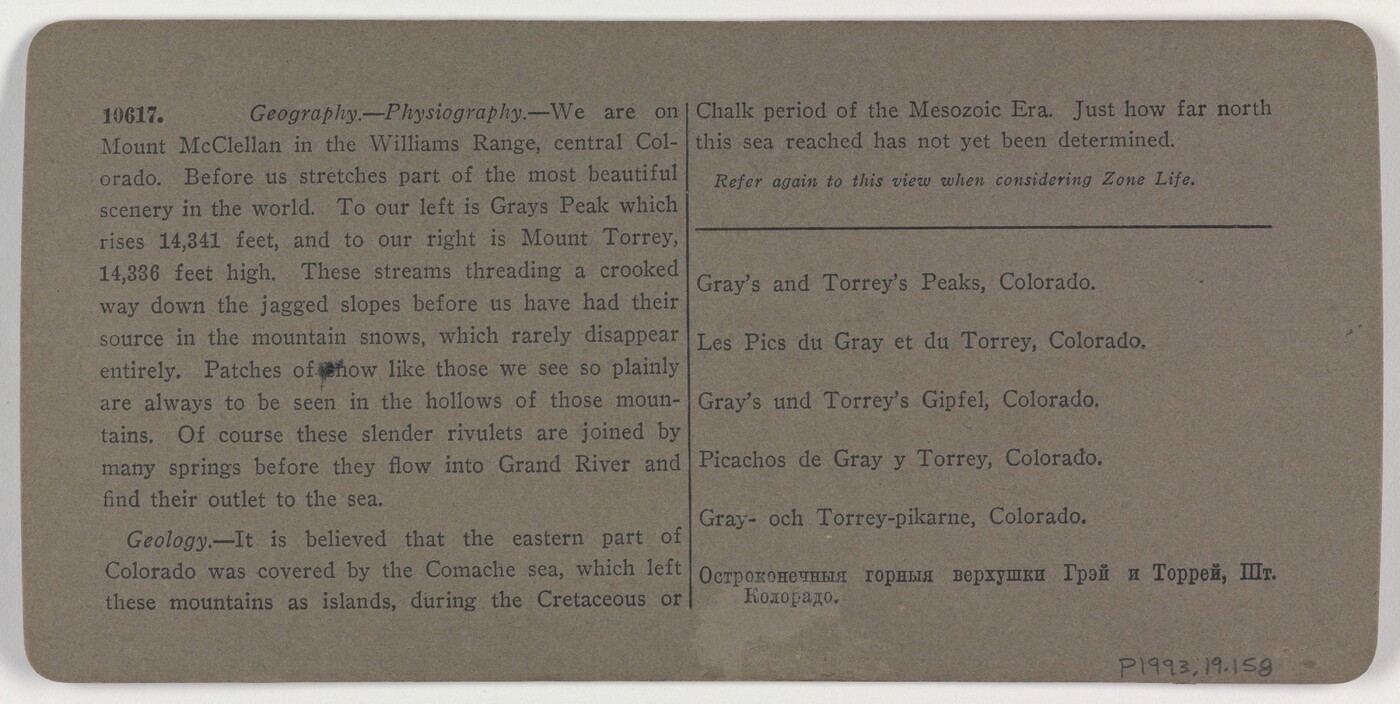 10617. Geography.—Physiography.—We are on
Mount McClellan in the Williams Range, central Col-
orado. Before us stretches part of the most beautiful
scenery in the world. To our left is Grays Peak which
rises 14,341 feet, and to our right is Mount Torrey,
14,336 feet high. These streams threading a crooked
way down the jagged slopes before us have had their
source in the mountain snows, which rarely disappear
entirely. Patches of snow like those we see so plainly
are always to be seen in the hollows of those moun-
tains. Of course these slender rivulets are joined by
many springs before they flow into Grand River and
find their outlet to the sea.
Geology.—It is believed that the eastern part of
Colorado was covered by the Comache sea, which left
these mountains as islands, during the Cretaceous or
Chalk period of the Mesozoic Era. Just how far north
this sea reached has not yet been determined.
Refer again to this view when considering Zone Life.
Gray's and Torrey's Peaks, Colorado.
Les Pics du Gray et du Torrey, Colorado.
Gray's und Torrey's Gipfel, Colorado.
Picachos de Gray y Torrey, Colorado.
Gray- och Torrey-pikarne, Colorado.
Остроконечныя горныя верхушки Грэй и Торрей, Шт.
Колорадо.
P1993.19.158